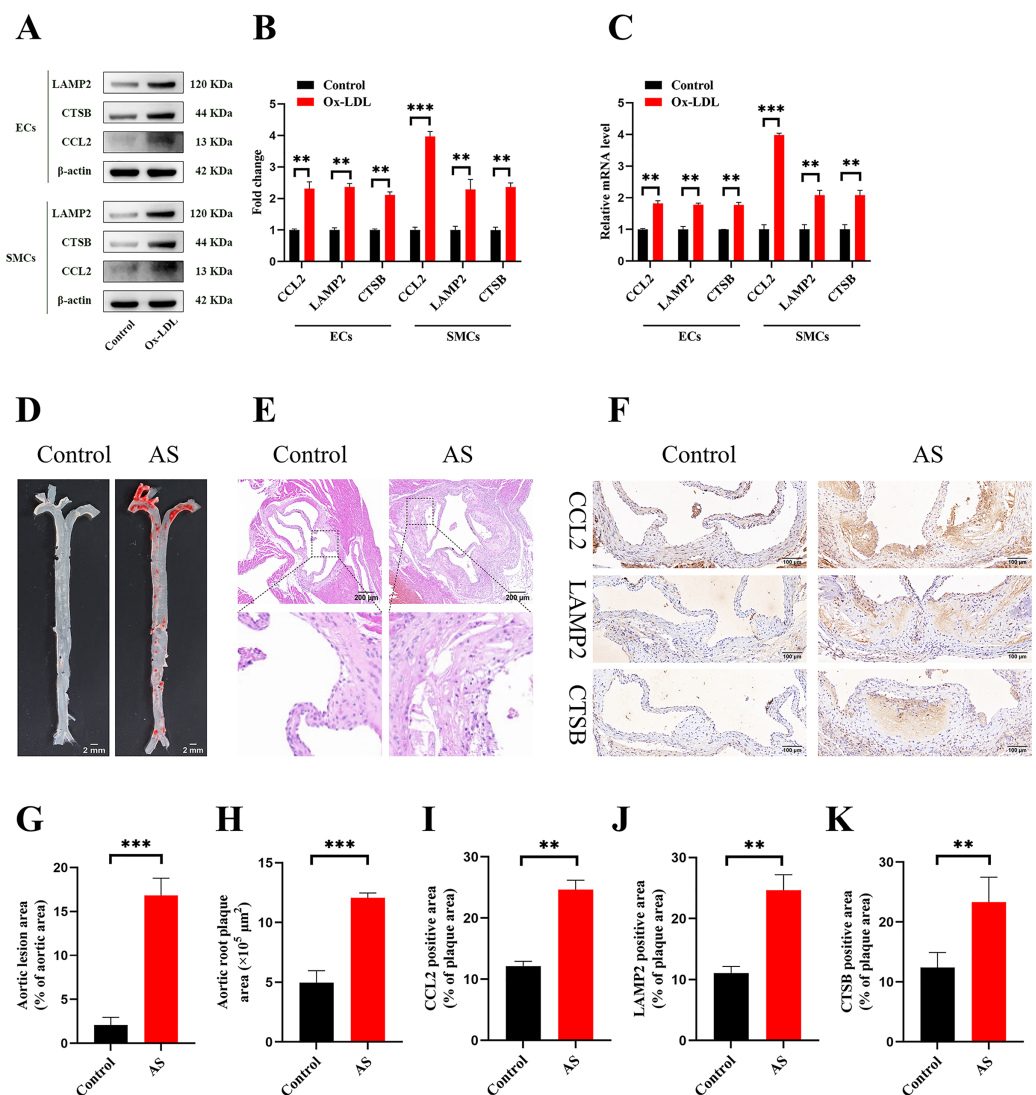 A
LAMP2 120 KDa
CTSB 44 KDa
CCL2 13 KDa
β-actin 42 KDa
ECs
LAMP2 120 KDa
CTSB 44 KDa
CCL2 13 KDa
β-actin 42 KDa
SMCs
Control Ox-LDL
B
Control
Ox-LDL
Fold change
5
4
3
2
1
0
** ** ** *** ** **
CCL2 LAMP2 CTSB CCL2 LAMP2 CTSB
ECs SMCs
C
Control
Ox-LDL
Relative mRNA level
5
4
3
2
1
0
** ** ** *** ** **
CCL2 LAMP2 CTSB CCL2 LAMP2 CTSB
ECs SMCs
D
Control AS
2 mm 2 mm
E
Control AS
200 μm 200 μm
F
Control AS
CCL2
100 μm 100 μm
LAMP2
100 μm 100 μm
CTSB
100 μm 100 μm
G
Aortic lesion area
(% of aortic area)
20
15
10
5
0
***
Control AS
H
Aortic root plaque
area (×10⁵ μm²)
15
10
5
0
***
Control AS
I
CCL2 positive area
(% of plaque area)
30
20
10
0
**
Control AS
J
LAMP2 positive area
(% of plaque area)
30
20
10
0
**
Control AS
K
CTSB positive area
(% of plaque area)
30
20
10
0
**
Control AS